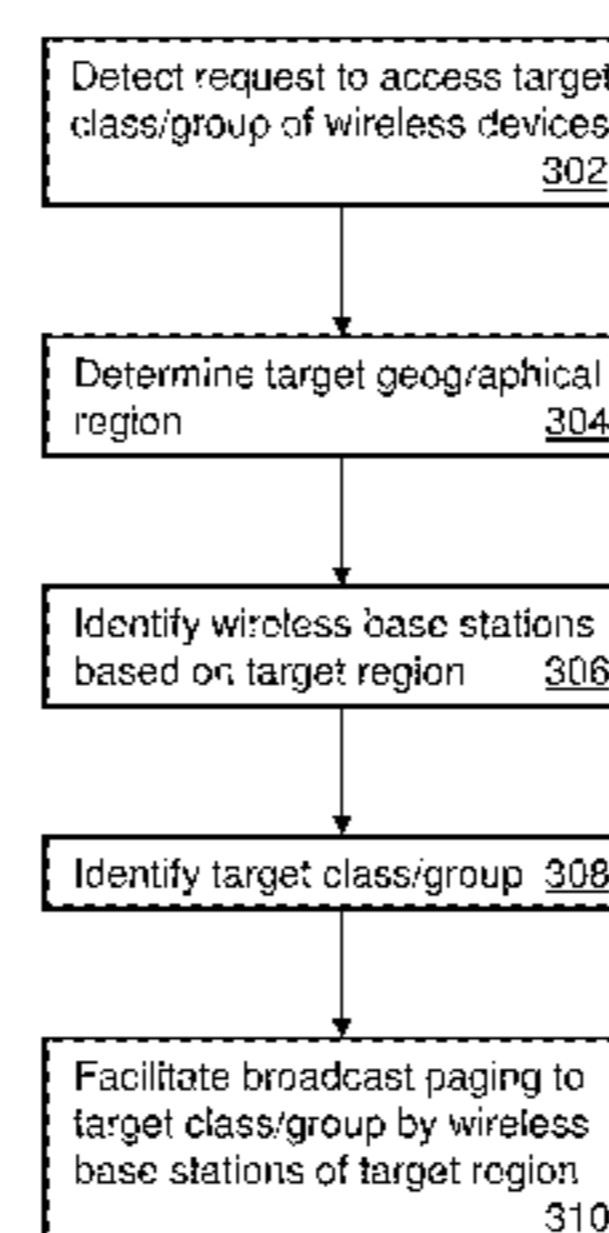 Detect request to access target
class/group of wireless devices
302
Determine target geographical
region 304
Identify wireless base stations
based on target region 306
Identify target class/group 308
Facilitate broadcast paging to
target class/group by wireless
base stations of target region
310